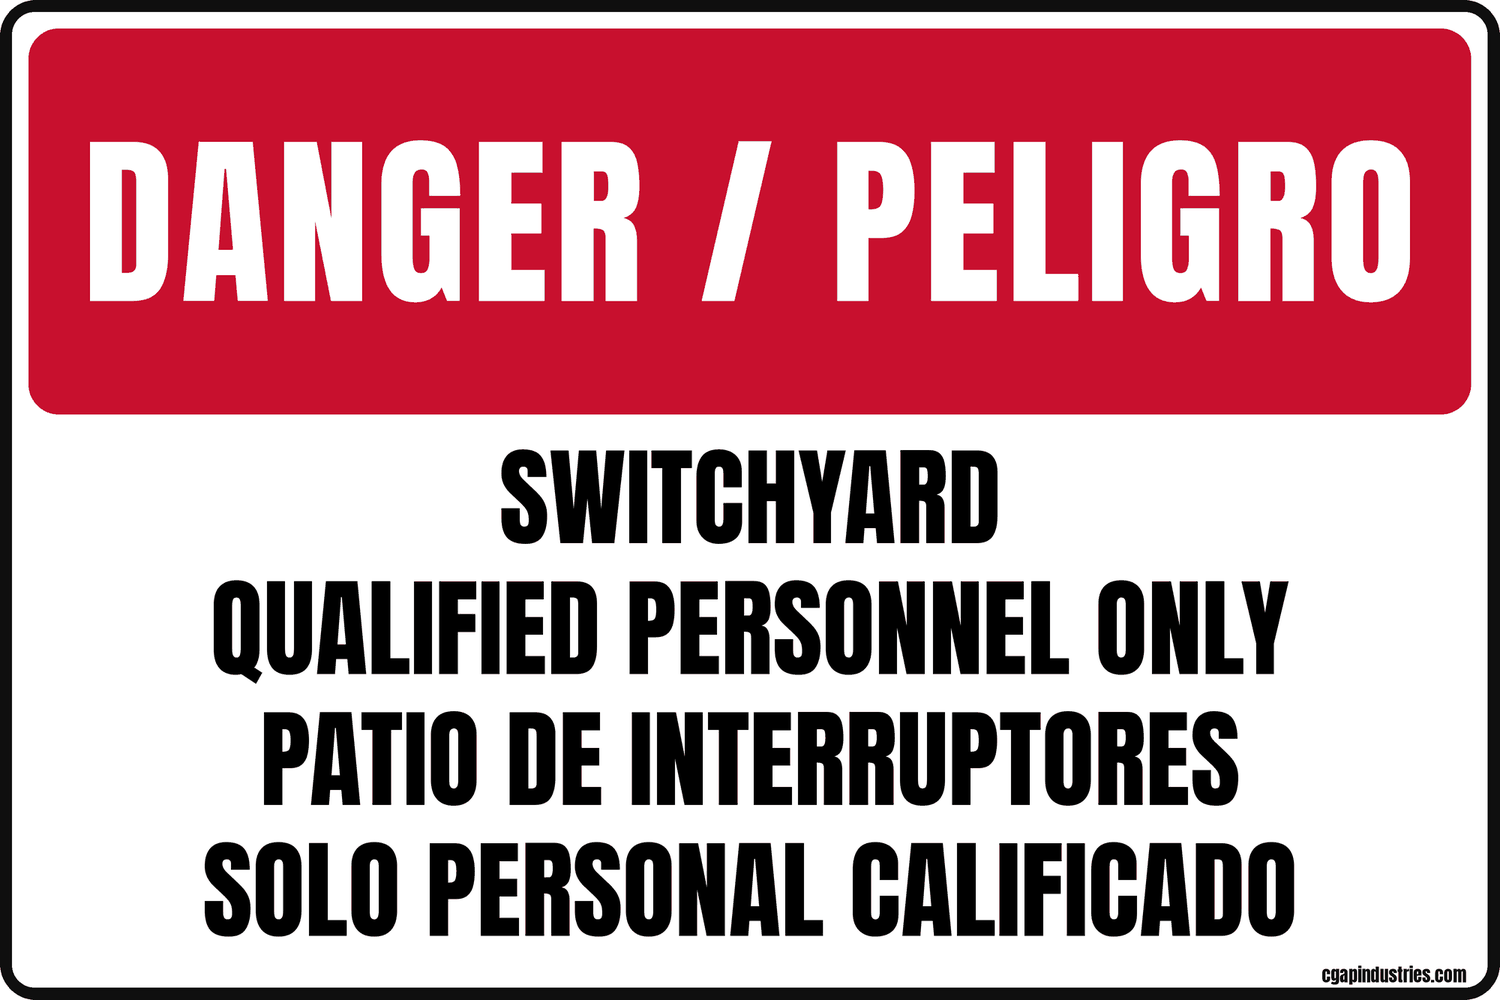 DANGER / PELIGRO
SWITCHYARD
QUALIFIED PERSONNEL ONLY
PATIO DE INTERRUPTORES
SOLO PERSONAL CALIFICADO
cgapindustries.com